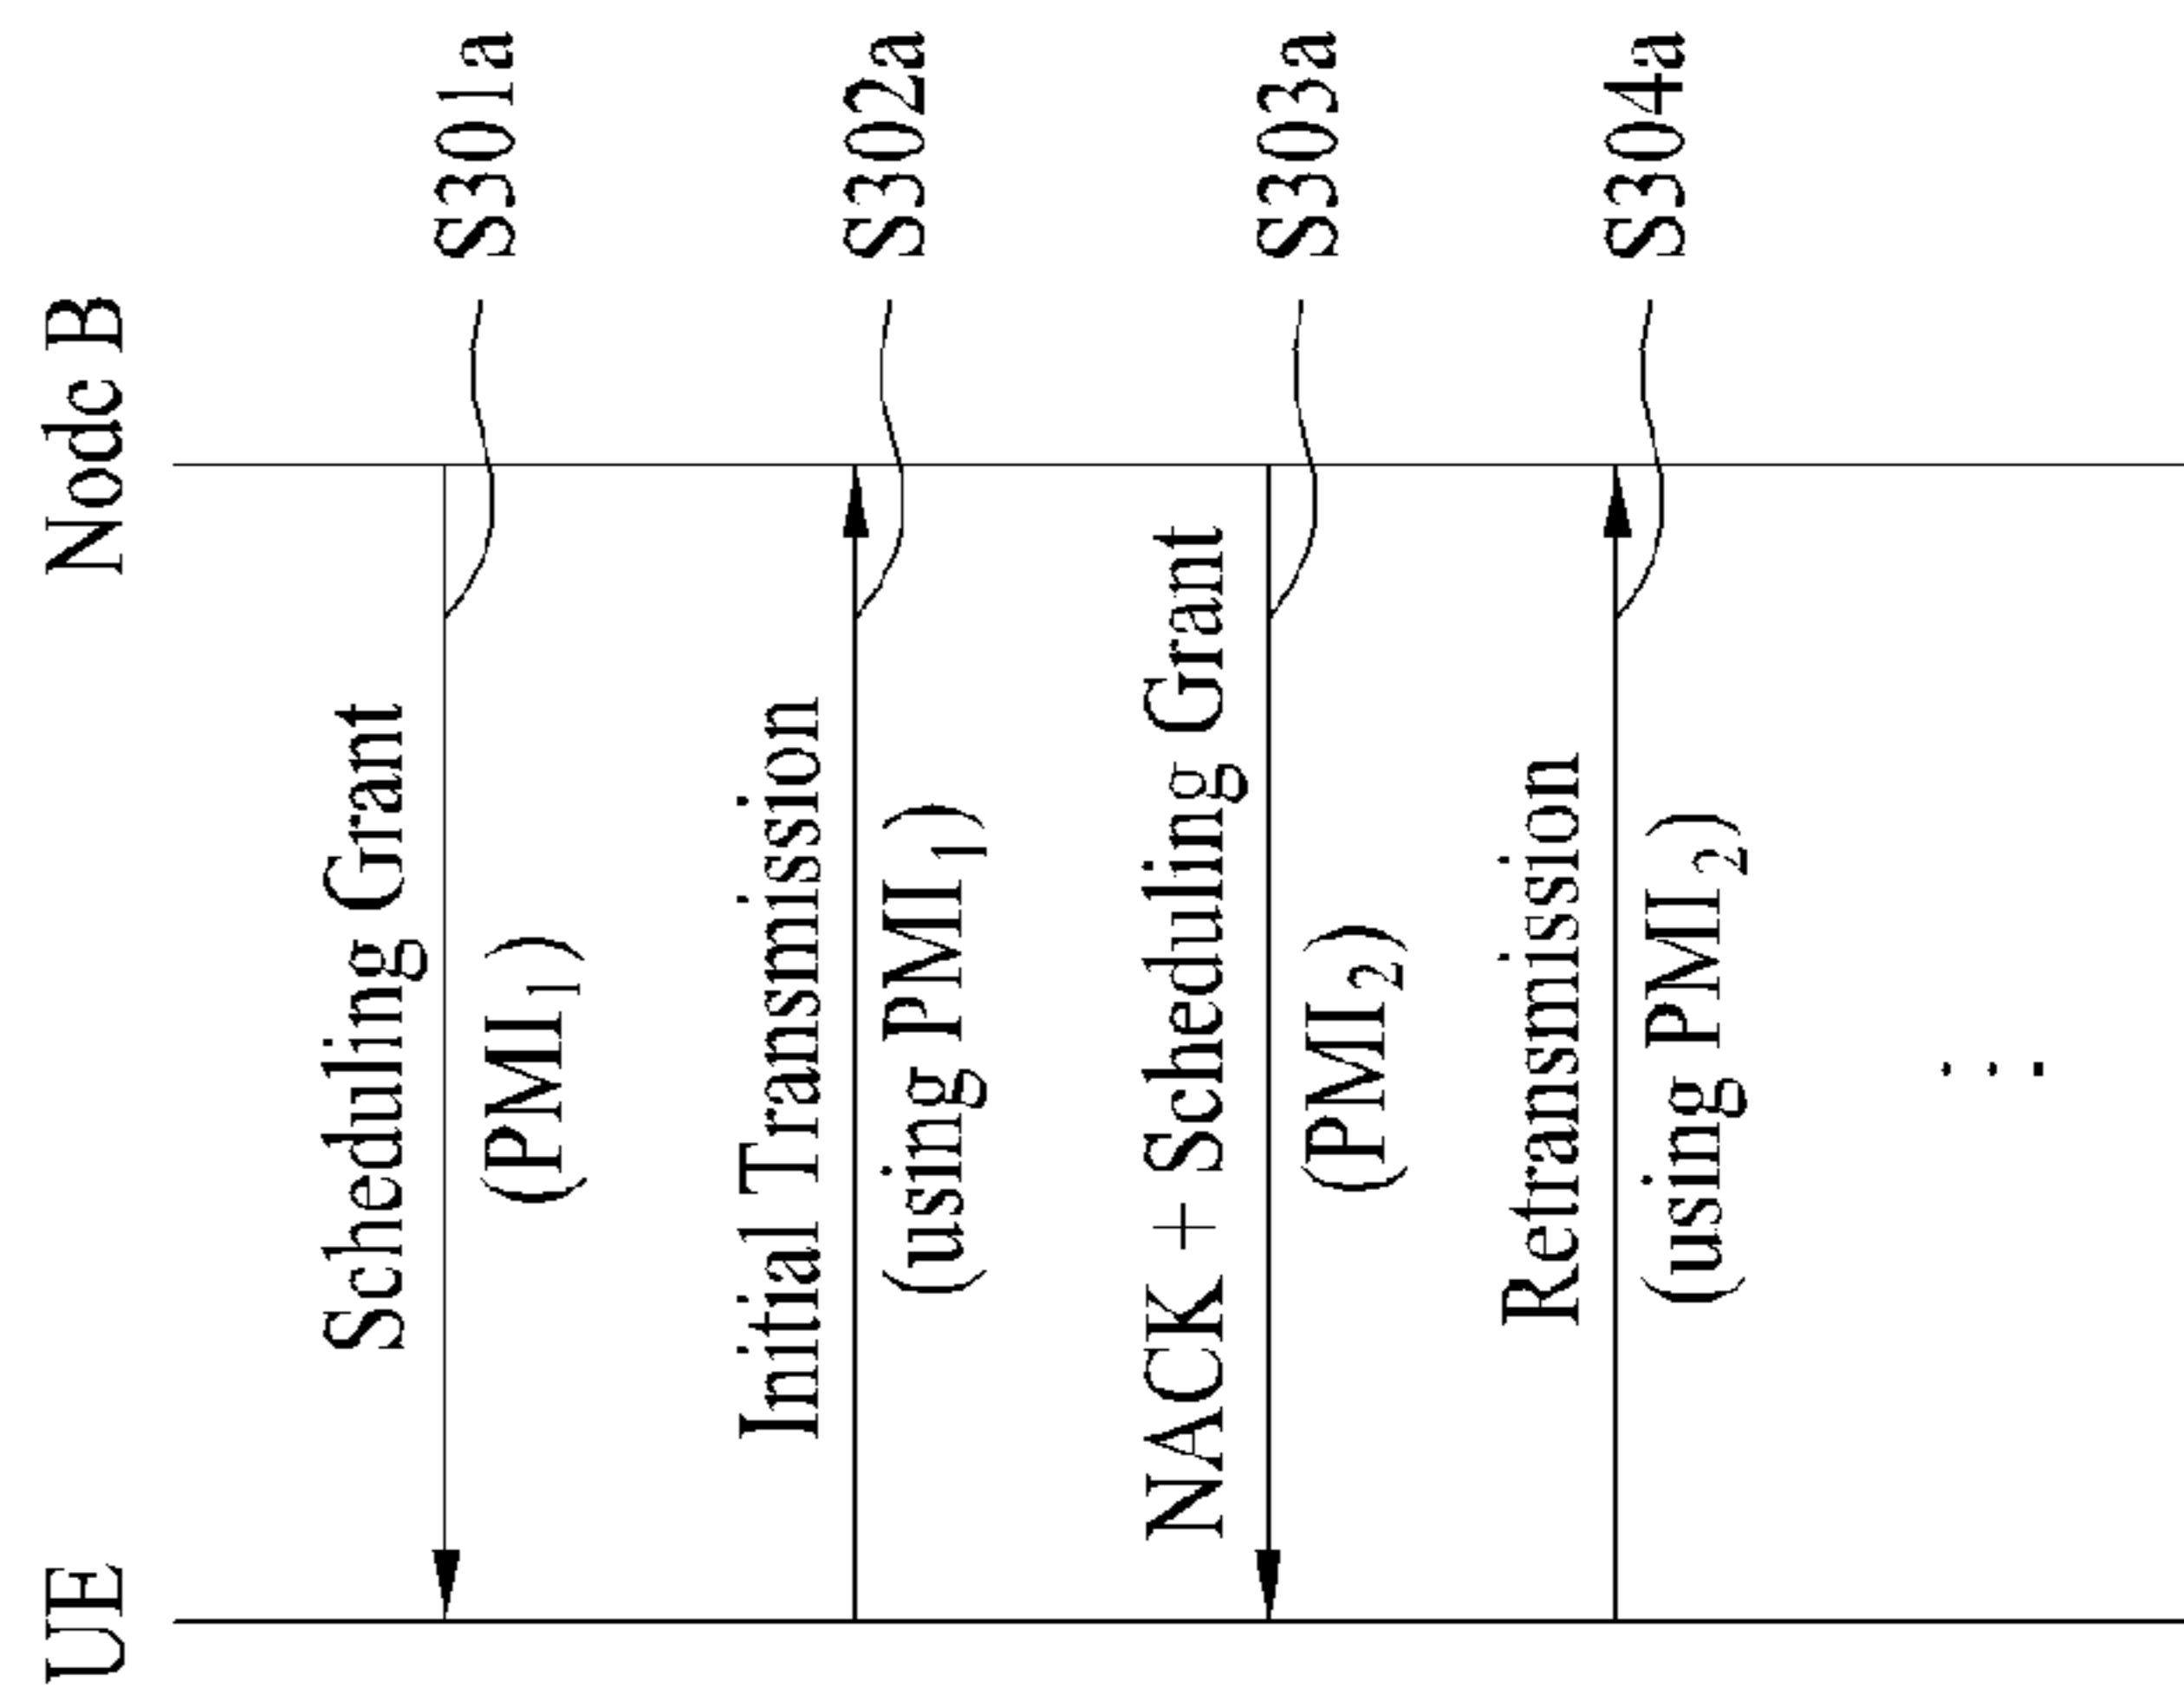 UE
Node B
Scheduling Grant
(PMI₁)
S301a
Initial Transmission
(using PMI₁)
S302a
NACK + Scheduling Grant
(PMI₂)
S303a
Retransmission
(using PMI₂)
S304a